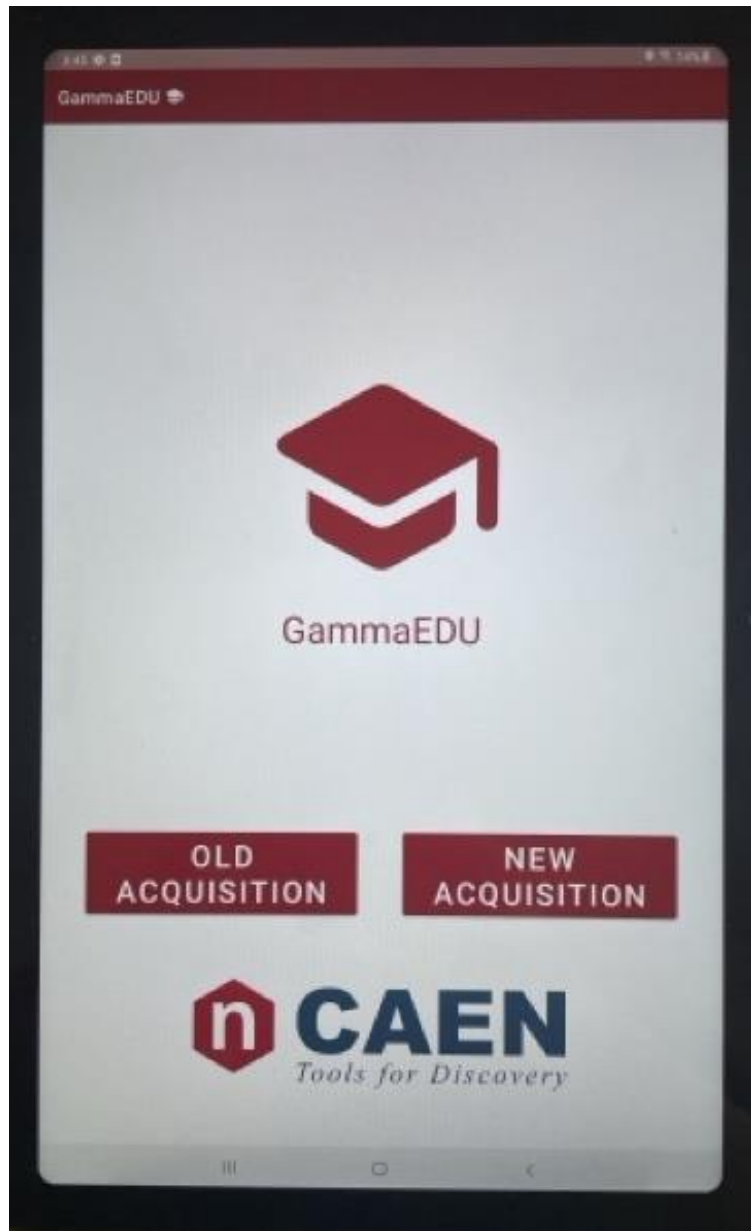 GammaEDU
GammaEDU
OLD
ACQUISITION
NEW
ACQUISITION
n CAEN
Tools for Discovery